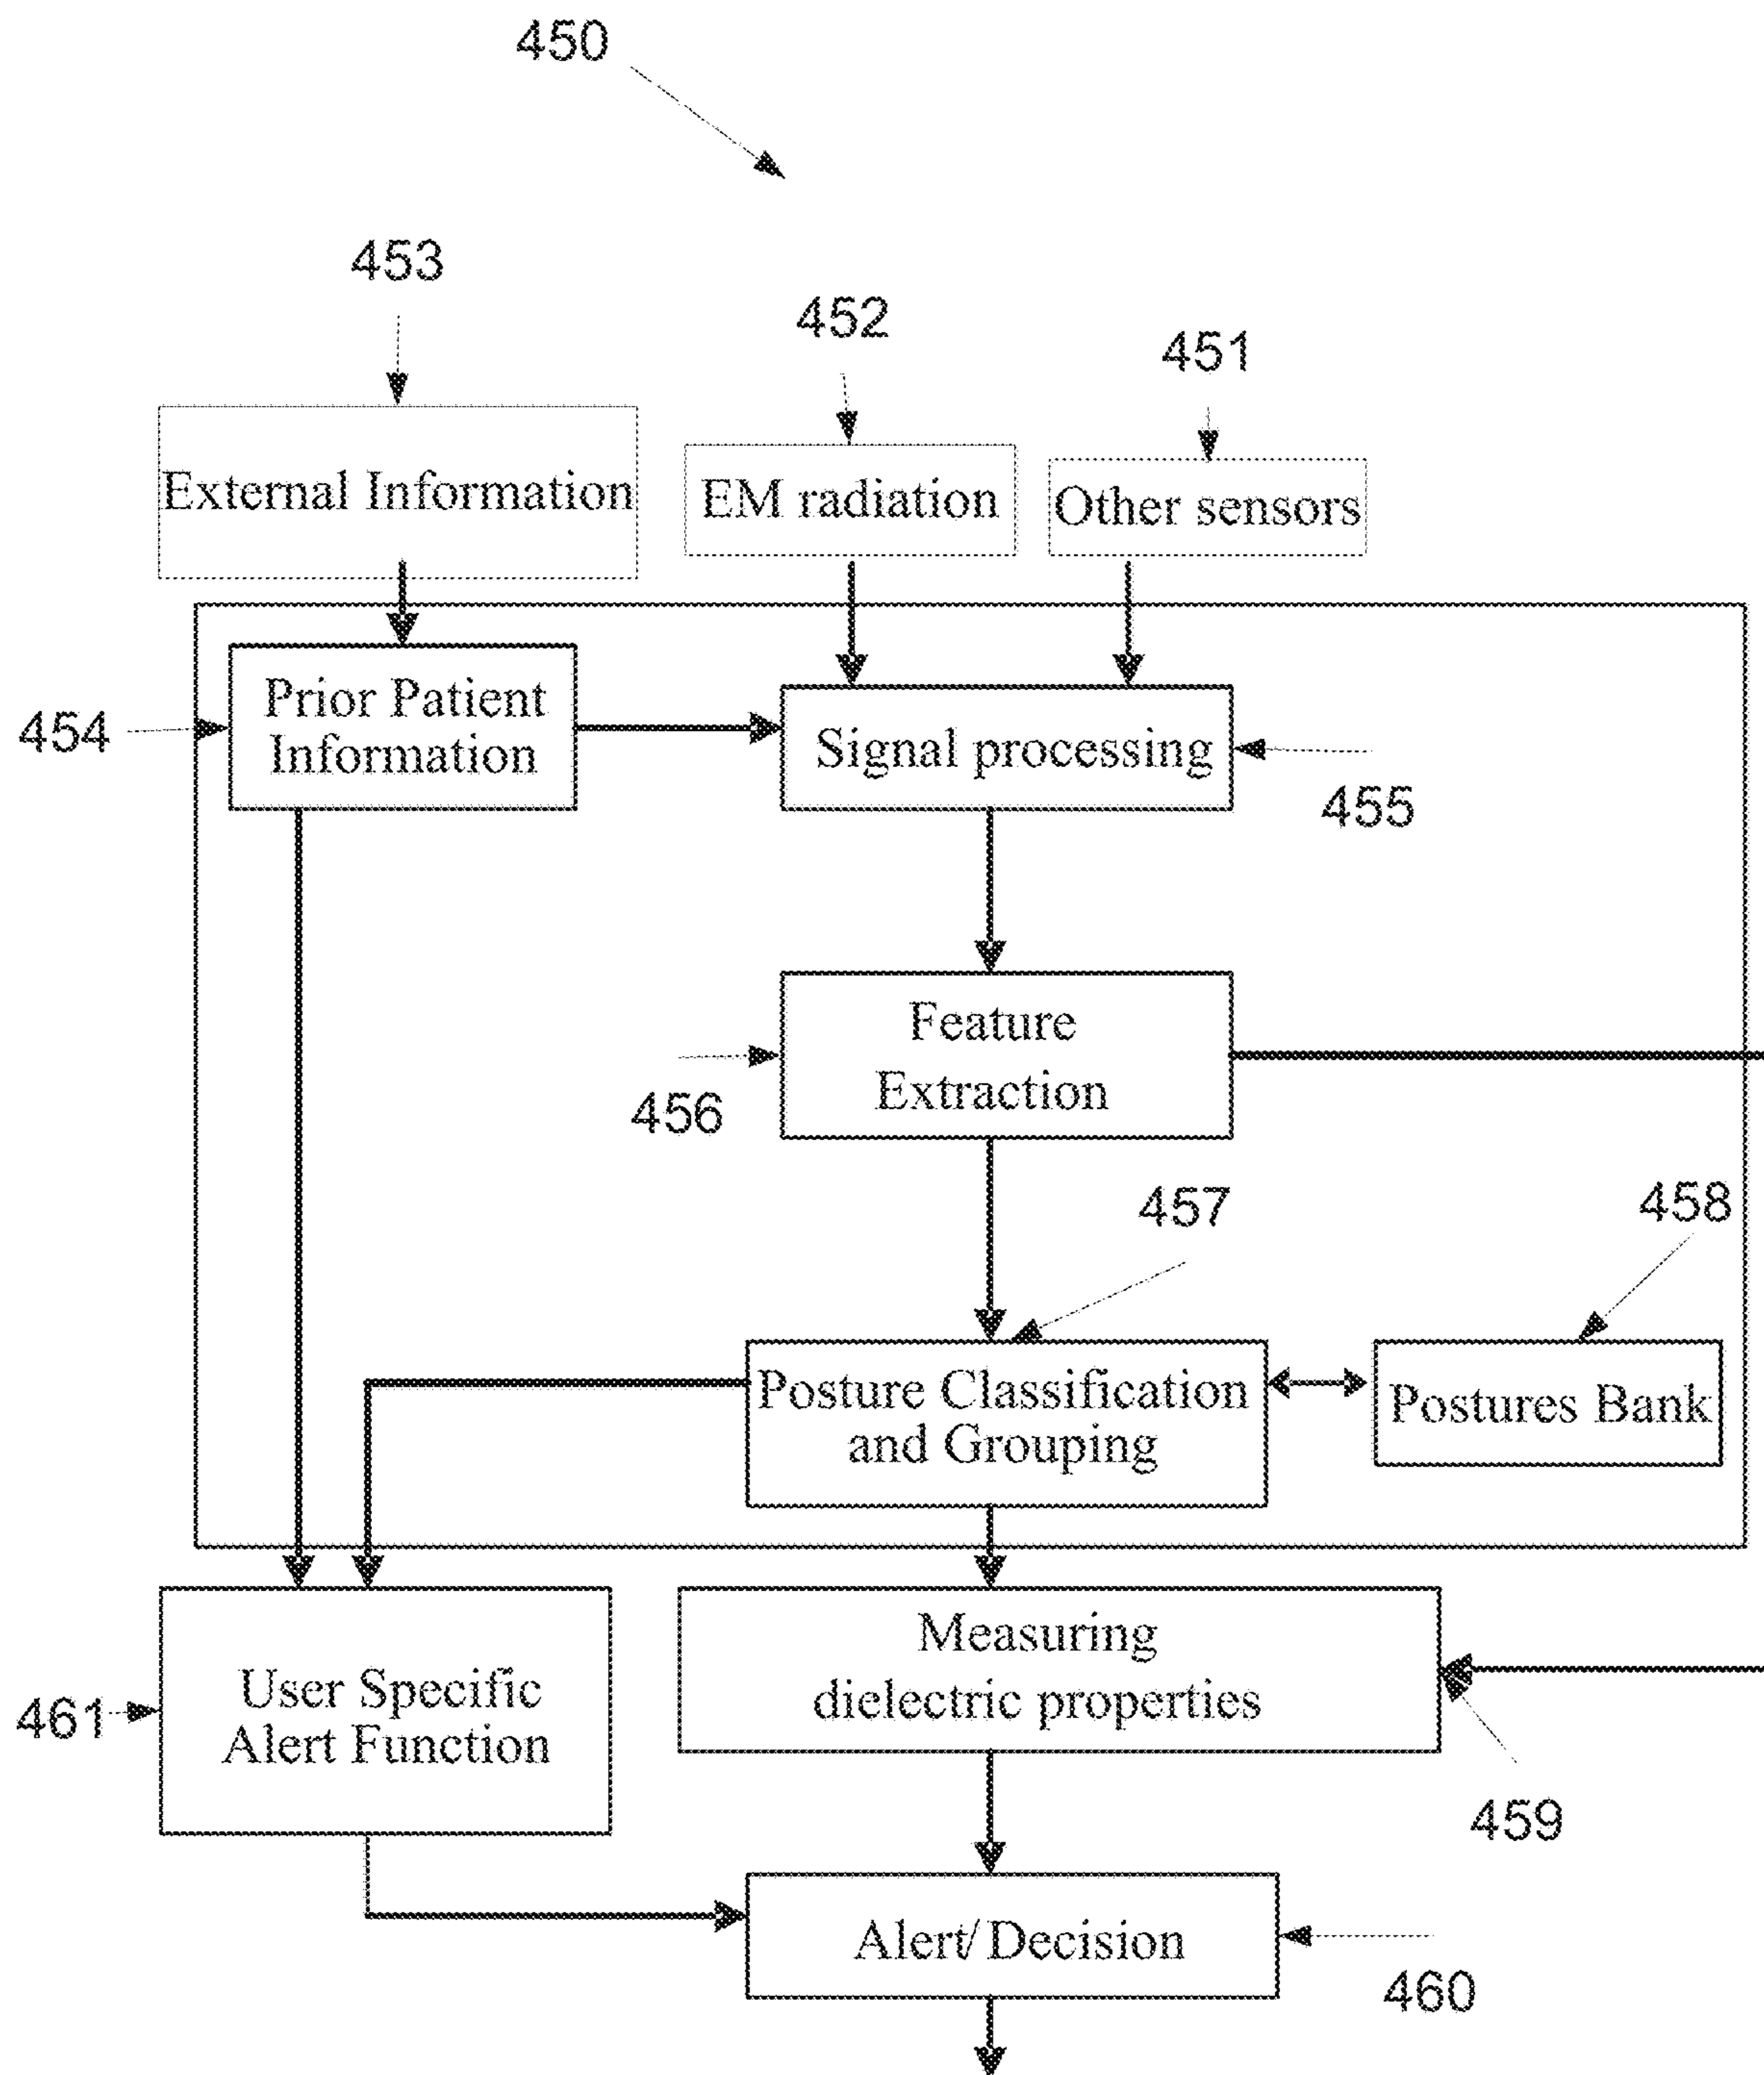 450
453
452
451
External Information
EM radiation
Other sensors
Prior Patient
Information
454
Signal processing
455
Feature
Extraction
456
457
458
Posture Classification
and Grouping
Postures Bank
User Specific
Alert Function
461
Measuring
dielectric properties
459
Alert/Decision
460